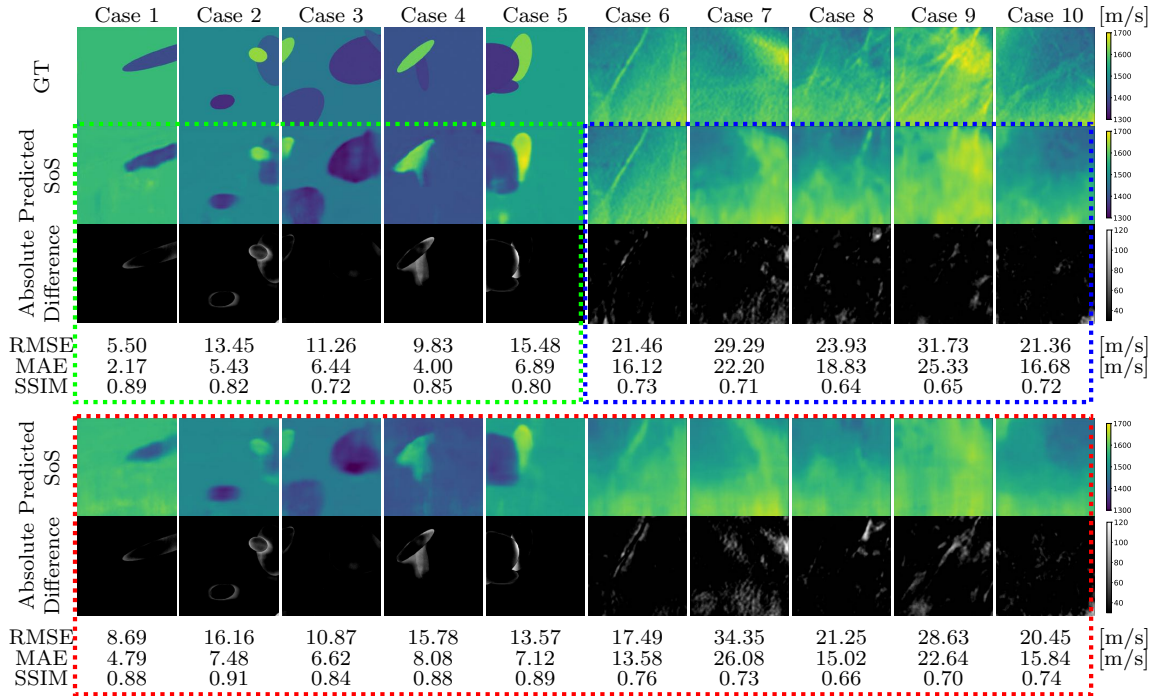 Case 1 Case 2 Case 3 Case 4 Case 5 Case 6 Case 7 Case 8 Case 9 Case 10 [m/s]
GT
1700
1600
1500
1400
1300
Predicted
SoS
1700
1600
1500
1400
1300
Absolute
Difference
120
100
80
60
40
RMSE 5.50 13.45 11.26 9.83 15.48 21.46 29.29 23.93 31.73 21.36 [m/s]
MAE 2.17 5.43 6.44 4.00 6.89 16.12 22.20 18.83 25.33 16.68 [m/s]
SSIM 0.89 0.82 0.72 0.85 0.80 0.73 0.71 0.64 0.65 0.72
Predicted
SoS
1700
1600
1500
1400
1300
Absolute
Difference
120
100
80
60
40
RMSE 8.69 16.16 10.87 15.78 13.57 17.49 34.35 21.25 28.63 20.45 [m/s]
MAE 4.79 7.48 6.62 8.08 7.12 13.58 26.08 15.02 22.64 15.84 [m/s]
SSIM 0.88 0.91 0.84 0.88 0.89 0.76 0.73 0.66 0.70 0.74